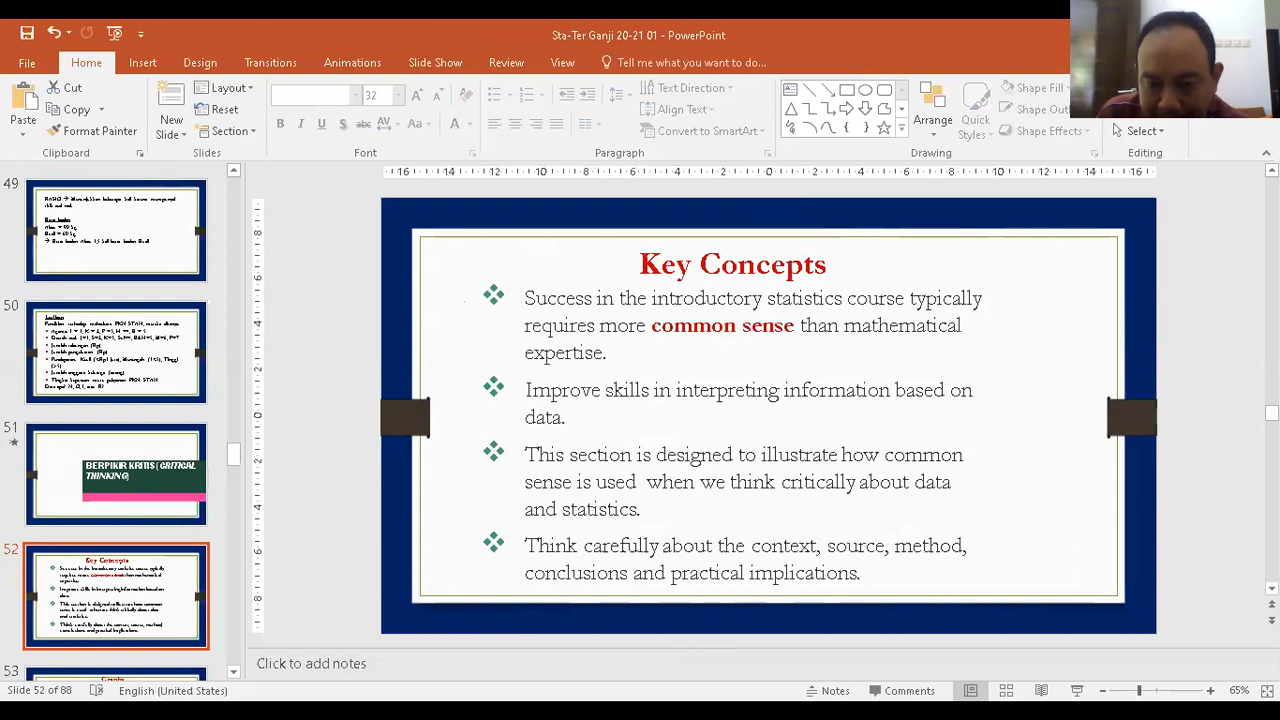 Sta-Ter Ganji 20-21 01 - PowerPoint
File Home Insert Design Transitions Animations Slide Show Review View Tell me what you want to do...
Paste
Cut
Copy
Format Painter
Clipboard
New
Slide
Layout
Reset
Section
Slides
32
Font
Text Direction
Align Text
Convert to SmartArt
Paragraph
Arrange
Quick
Styles
Shape Fill
Shape Out
Shape Effects
Drawing
Select
Editing
49
50
51
BERPIKIR KRITIS (CRITICAL
THINKING)
52
Key Concepts
53
Key Concepts
Success in the introductory statistics course typically
requires more common sense than mathematical
expertise.
Improve skills in interpreting information based on
data.
This section is designed to illustrate how common
sense is used when we think critically about data
and statistics.
Think carefully about the context, source, method,
conclusions and practical implications.
Click to add notes
Slide 52 of 88 English (United States) Notes Comments 65%